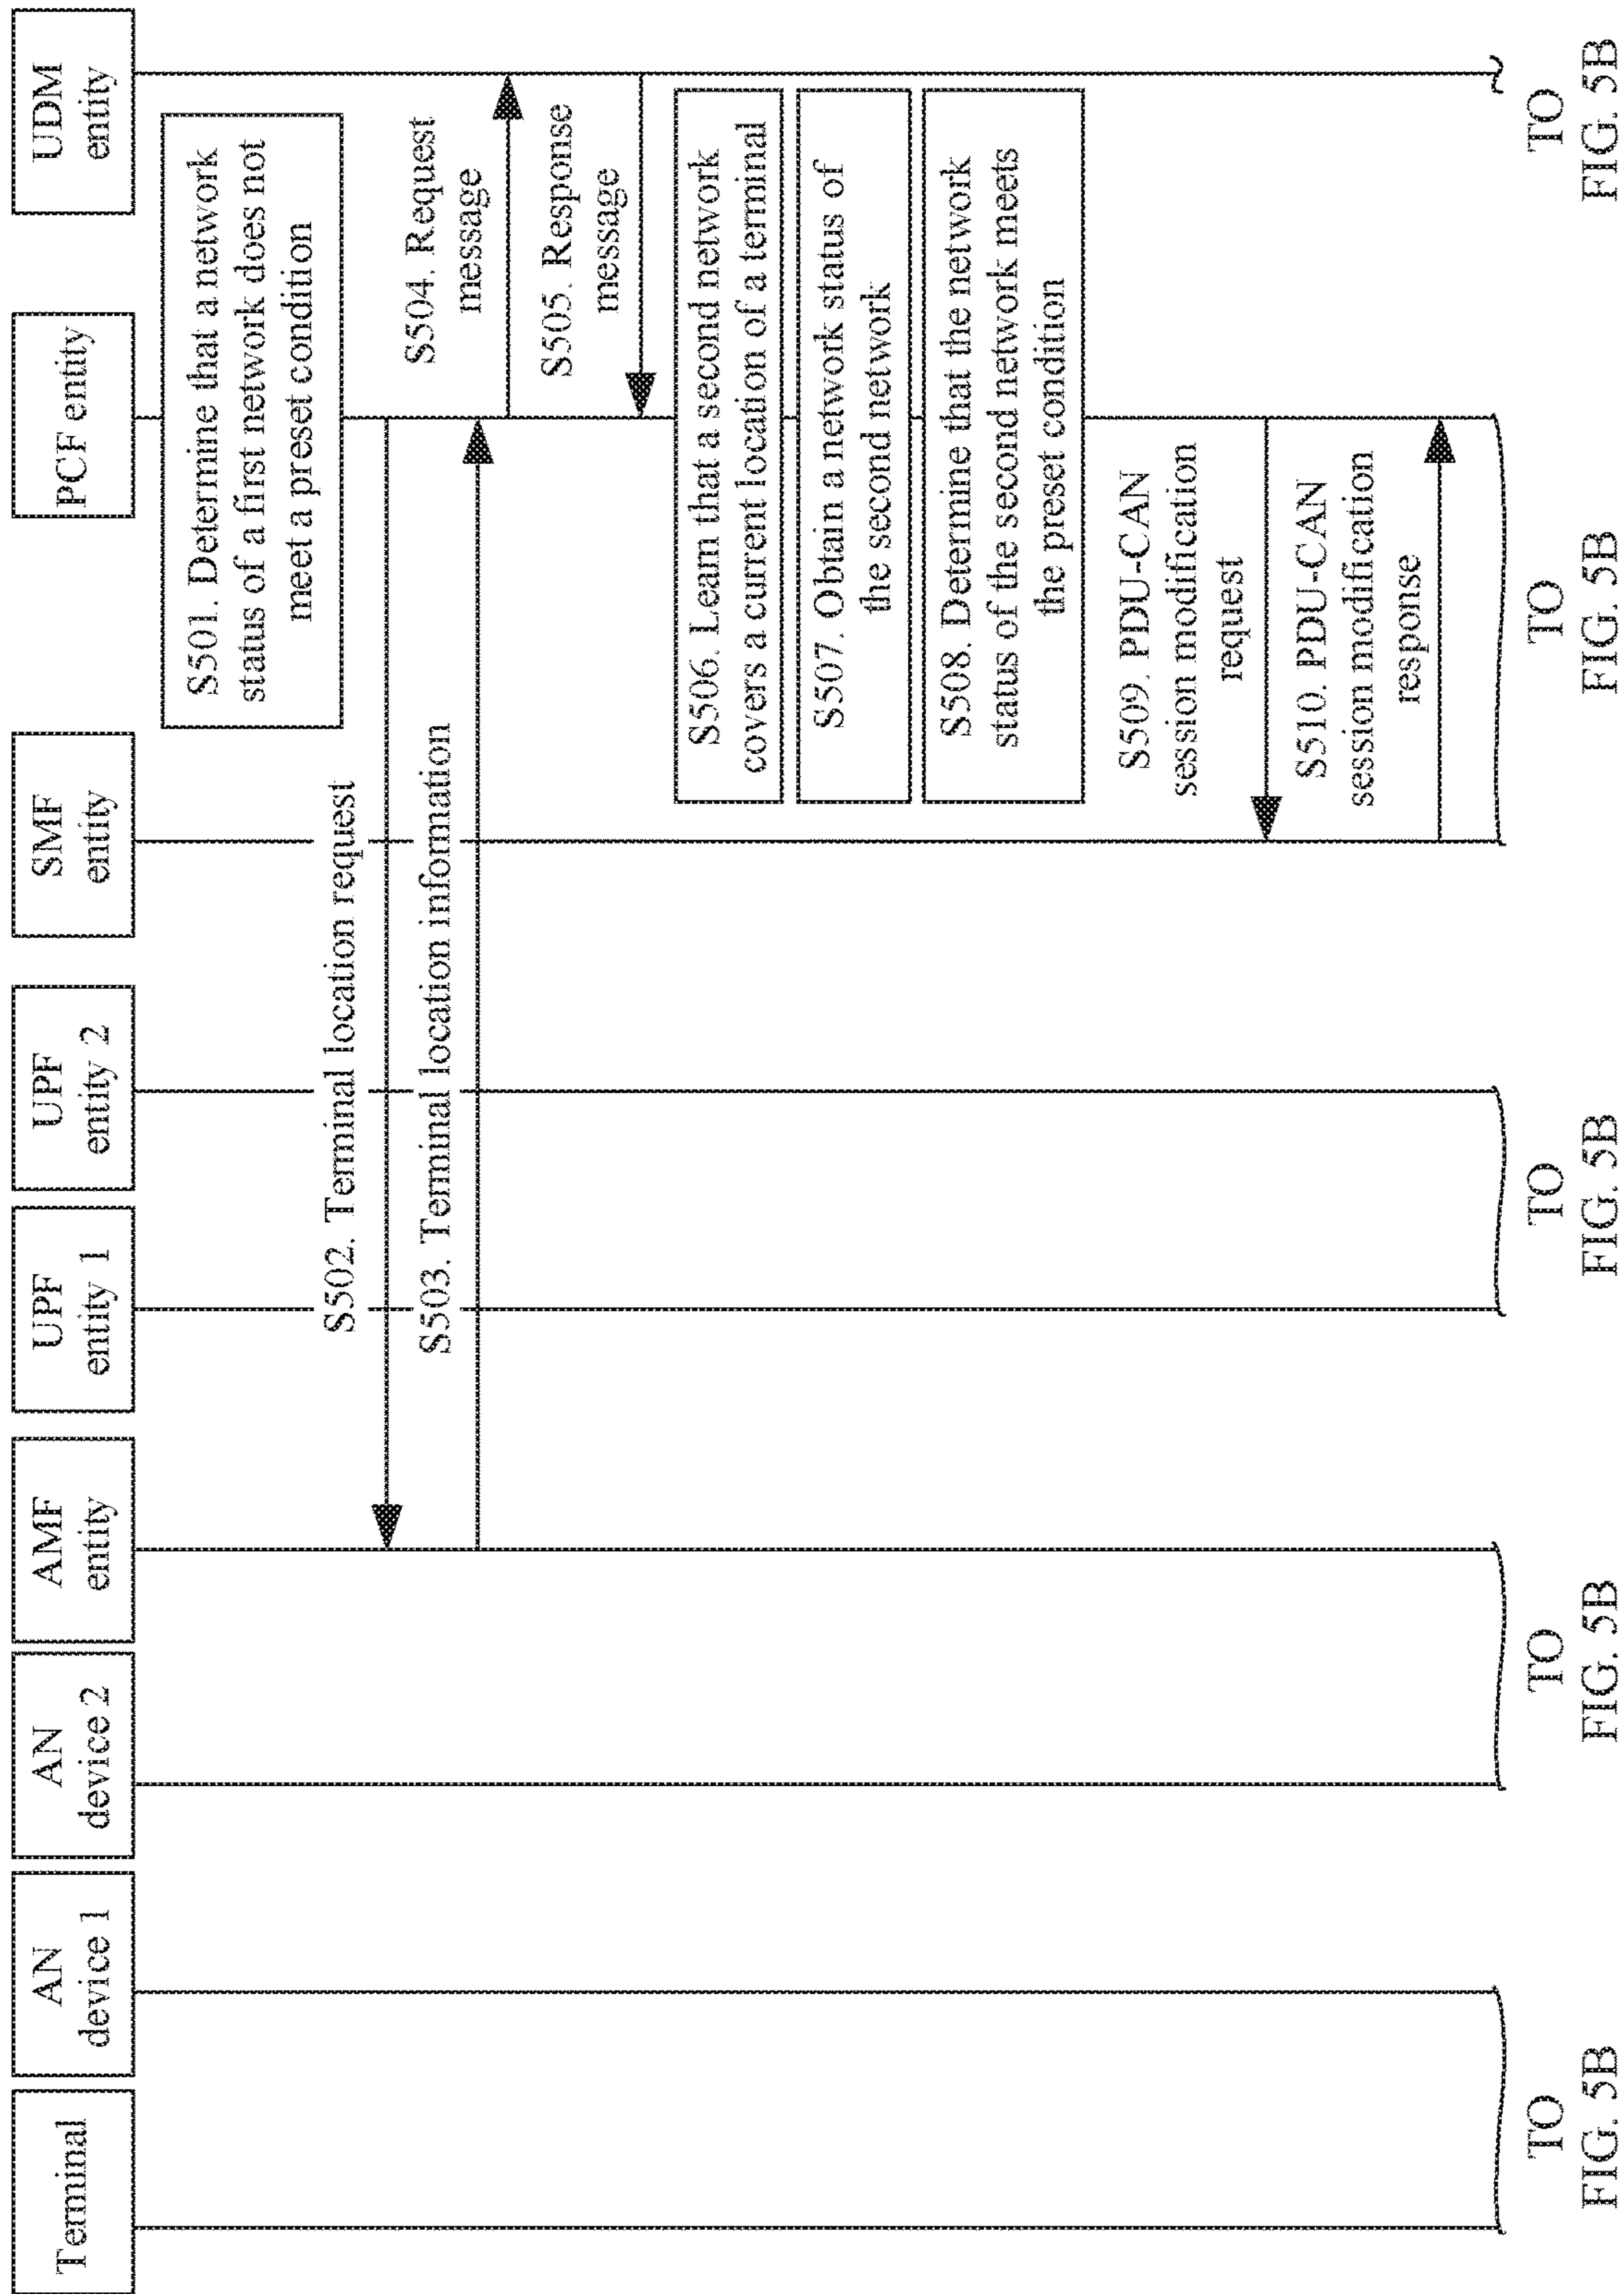 Terminal
AN
device 1
AN
device 2
AMF
entity
UPF
entity 1
UPF
entity 2
SMF
entity
PCF entity
UDM
entity
S501. Determine that a network
status of a first network does not
meet a preset condition
S502. Terminal location request
S503. Terminal location information
S504. Request
message
S505. Response
message
S506. Learn that a second network
covers a current location of a terminal
S507. Obtain a network status of
the second network
S508. Determine that the network
status of the second network meets
the preset condition
S509. PDU-CAN
session modification
request
S510. PDU-CAN
session modification
response
TO
FIG. 5B
TO
FIG. 5B
TO
FIG. 5B
TO
FIG. 5B
TO
FIG. 5B